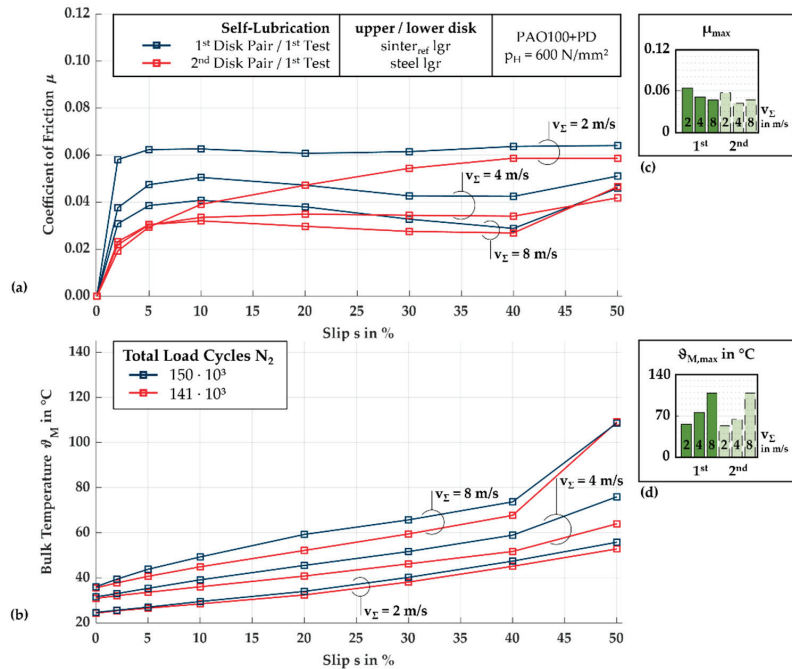 Self-Lubrication
1st Disk Pair / 1st Test
2nd Disk Pair / 1st Test
upper / lower disk
sinterref lgr
steel lgr
PAO100+PD
pH = 600 N/mm²
Coefficient of Friction μ
0.12
0.10
0.08
0.06
0.04
0.02
0.00
vΣ = 2 m/s
vΣ = 4 m/s
vΣ = 8 m/s
0 5 10 15 20 25 30 35 40 45 50
Slip s in %
(a)
μmax
0.12
0.06
0
2 4 8 2 4 8
vΣ
in m/s
1st 2nd
(c)
Total Load Cycles N2
150 · 10³
141 · 10³
Bulk Temperature ϑM in °C
140
120
100
80
60
40
20
vΣ = 8 m/s
vΣ = 4 m/s
vΣ = 2 m/s
0 5 10 15 20 25 30 35 40 45 50
Slip s in %
(b)
ϑM,max in °C
140
70
0
2 4 8 2 4 8
vΣ
in m/s
1st 2nd
(d)